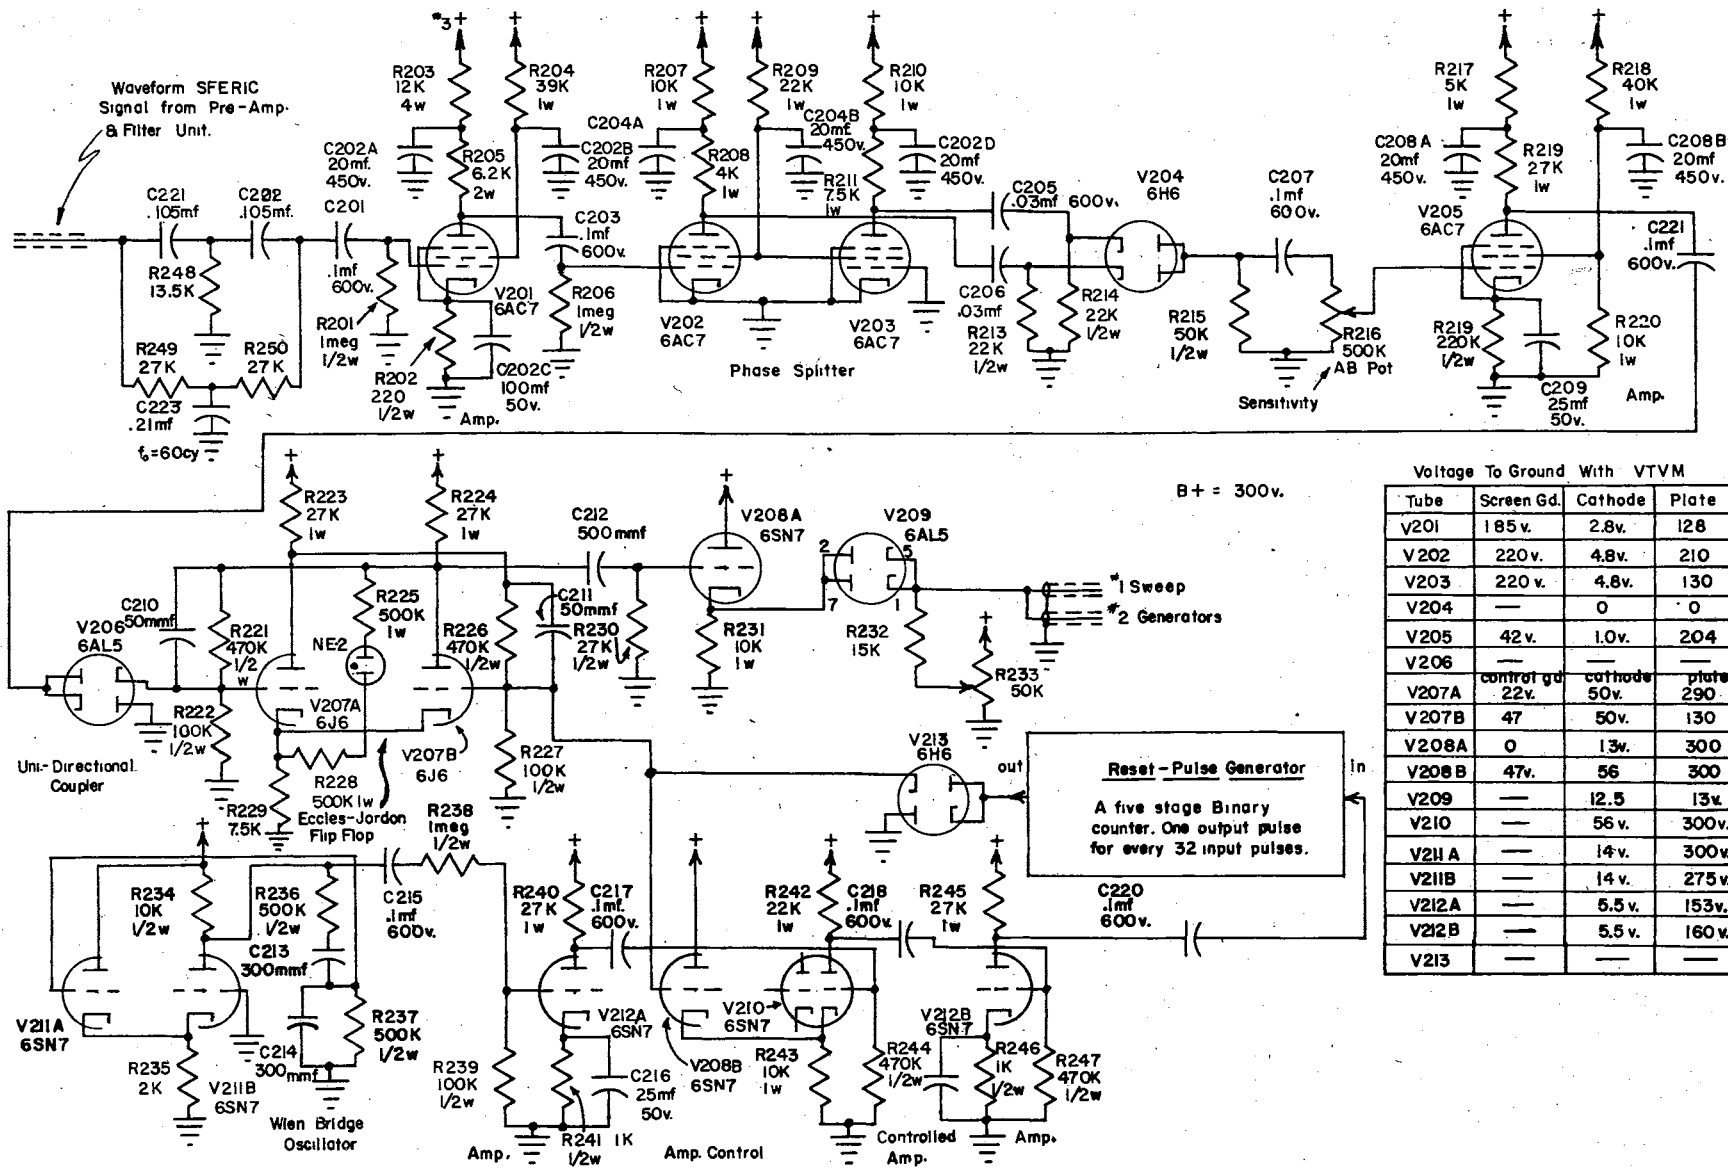 Waveform SFERIC
Signal from Pre-Amp.
& Filter Unit.
#3 +
+
+
+
+
+
+
R203
12K
4w
R204
39K
1w
R207
10K
1w
R209
22K
1w
R210
10K
1w
R217
5K
1w
R218
40K
1w
C202A
20mf.
450v.
R205
6.2K
2w
C202B
20mf
450v.
C204A
R208
4K
1w
C204B
20mf.
450v.
R211
7.5K
1w
C202D
20mf
450v.
C208A
20mf
450v.
R219
27K
1w
C208B
20mf
450v.
C221
.105mf
C202
.105mf.
C201
.1mf
600v.
C203
.1mf
600v.
C205
.03mf 600v.
V204
6H6
C207
.1mf
600v.
V205
6AC7
C221
.1mf
600v.
R248
13.5K
R201
1meg
1/2w
V201
6AC7
R206
1meg
1/2w
V202
6AC7
V203
6AC7
C206
.03mf
R213
22K
1/2w
R214
22K
1/2w
R215
50K
1/2w
R216
500K
AB Pot
R219
220K
1/2w
R220
10K
1w
R249
27K
R250
27K
C223
.21mf
f₀=60cy
R202
220
1/2w
C202C
100mf
50v.
Amp.
Phase Splitter
Sensitivity
C209
25mf
50v.
Amp.
B+ = 300v.
+
+
+
R223
27K
1w
R224
27K
1w
C212
500mmf
V208A
6SN7
V209
6AL5
2
5
7
1
#1 Sweep
#2 Generators
C210
50mmf
V206
6AL5
R221
470K
1/2
w
R225
500K
1w
NE-2
R226
470K
1/2w
C211
50mmf
R230
27K
1/2w
R231
10K
1w
R232
15K
+
R233
50K
R222
100K
1/2w
V207A
6J6
V207B
6J6
R227
100K
1/2w
Uni-Directional
Coupler
R228
500K 1w
R229
7.5K
Eccles-Jordon
Flip Flop
V213
6H6
out
in
Reset-Pulse Generator
A five stage Binary
counter. One output pulse
for every 32 input pulses.
+
R234
10K
1/2w
R236
500K
1/2w
C213
300mmf
C215
.1mf
600v.
R238
1meg
1/2w
+
+
+
+
R240
27K
1w
C217
.1mf.
600v.
R242
22K
1w
C218
.1mf
600v.
R245
27K
1w
C220
.1mf
600v.
V211A
6SN7
R235
2K
V211B
6SN7
C214
300mmf
R237
500K
1/2w
Wien Bridge
Oscillator
R239
100K
1/2w
V212A
6SN7
C216
25mf
50v.
R241 1K
1/2w
Amp.
V208B
6SN7
V210
6SN7
R243
10K
1w
R244
470K
1/2w
V212B
6SN7
R246
1K
1/2w
R247
470K
1/2w
Amp. Control
Controlled
Amp.
Amp.
Voltage To Ground With VTVM
Tube Screen Gd. Cathode Plate
V201 185v. 2.8v. 128
V202 220v. 4.8v. 210
V203 220v. 4.8v. 130
V204 — 0 0
V205 42v. 1.0v. 204
V206 — — —
control gd cathode plate
V207A 22v. 50v. 290
V207B 47 50v. 130
V208A 0 13v. 300
V208B 47v. 56 300
V209 — 12.5 13v.
V210 — 56v. 300v.
V211A — 14v. 300v.
V211B — 14v. 275v.
V212A — 5.5v. 153v.
V212B — 5.5v. 160v.
V213 — — —